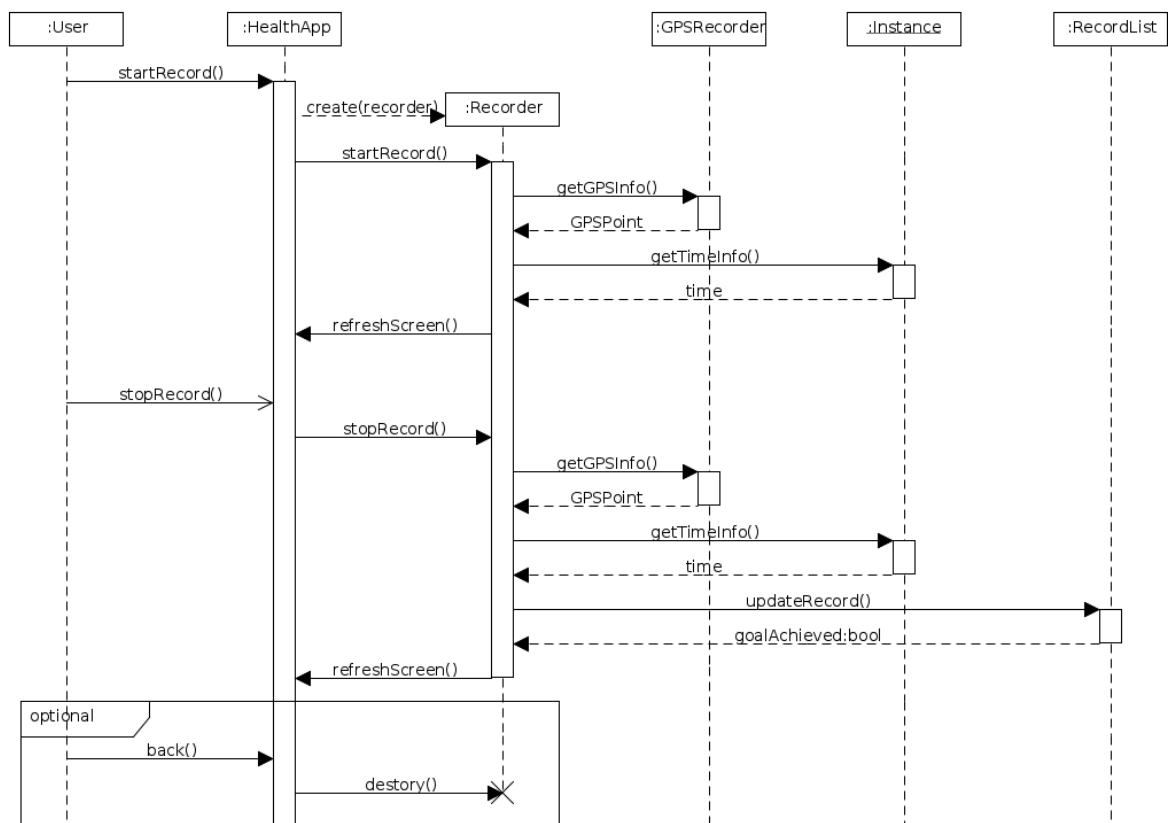 :User
:HealthApp
:GPSRecorder
:Instance
:RecordList
startRecord()
create(recorder)
:Recorder
startRecord()
getGPSInfo()
GPSPoint
getTimeInfo()
time
refreshScreen()
stopRecord()
stopRecord()
getGPSInfo()
GPSPoint
getTimeInfo()
time
updateRecord()
goalAchieved:bool
refreshScreen()
optional
back()
destory()